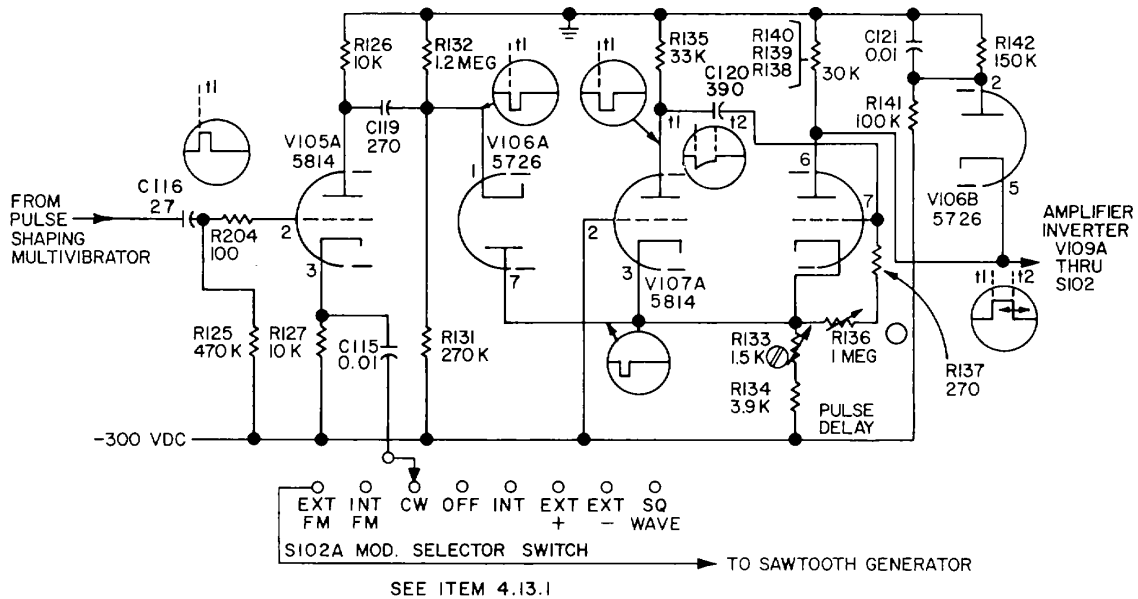 R126
10K
R132
1.2 MEG
t1
R135
33K
t1
R140
R139
R138
30K
C121
0.01
R142
150K
t1
C119
270
C120
390
t1
t2
R141
100K
2
V105A
5814
V106A
5726
1
6
7
V106B
5726
5
FROM
PULSE
SHAPING
MULTIVIBRATOR
C116
27
R204
100
2
3
7
2
3
V107A
5814
AMPLIFIER
INVERTER
V109A
THRU
S102
t1
t2
R125
470K
R127
10K
C115
0.01
R131
270K
R133
1.5K
R136
1 MEG
R134
3.9K
R137
270
PULSE
DELAY
-300 VDC
EXT FM
INT FM
CW
OFF
INT
EXT +
EXT -
SQ WAVE
S102A MOD. SELECTOR SWITCH
TO SAWTOOTH GENERATOR
SEE ITEM 4.13.1